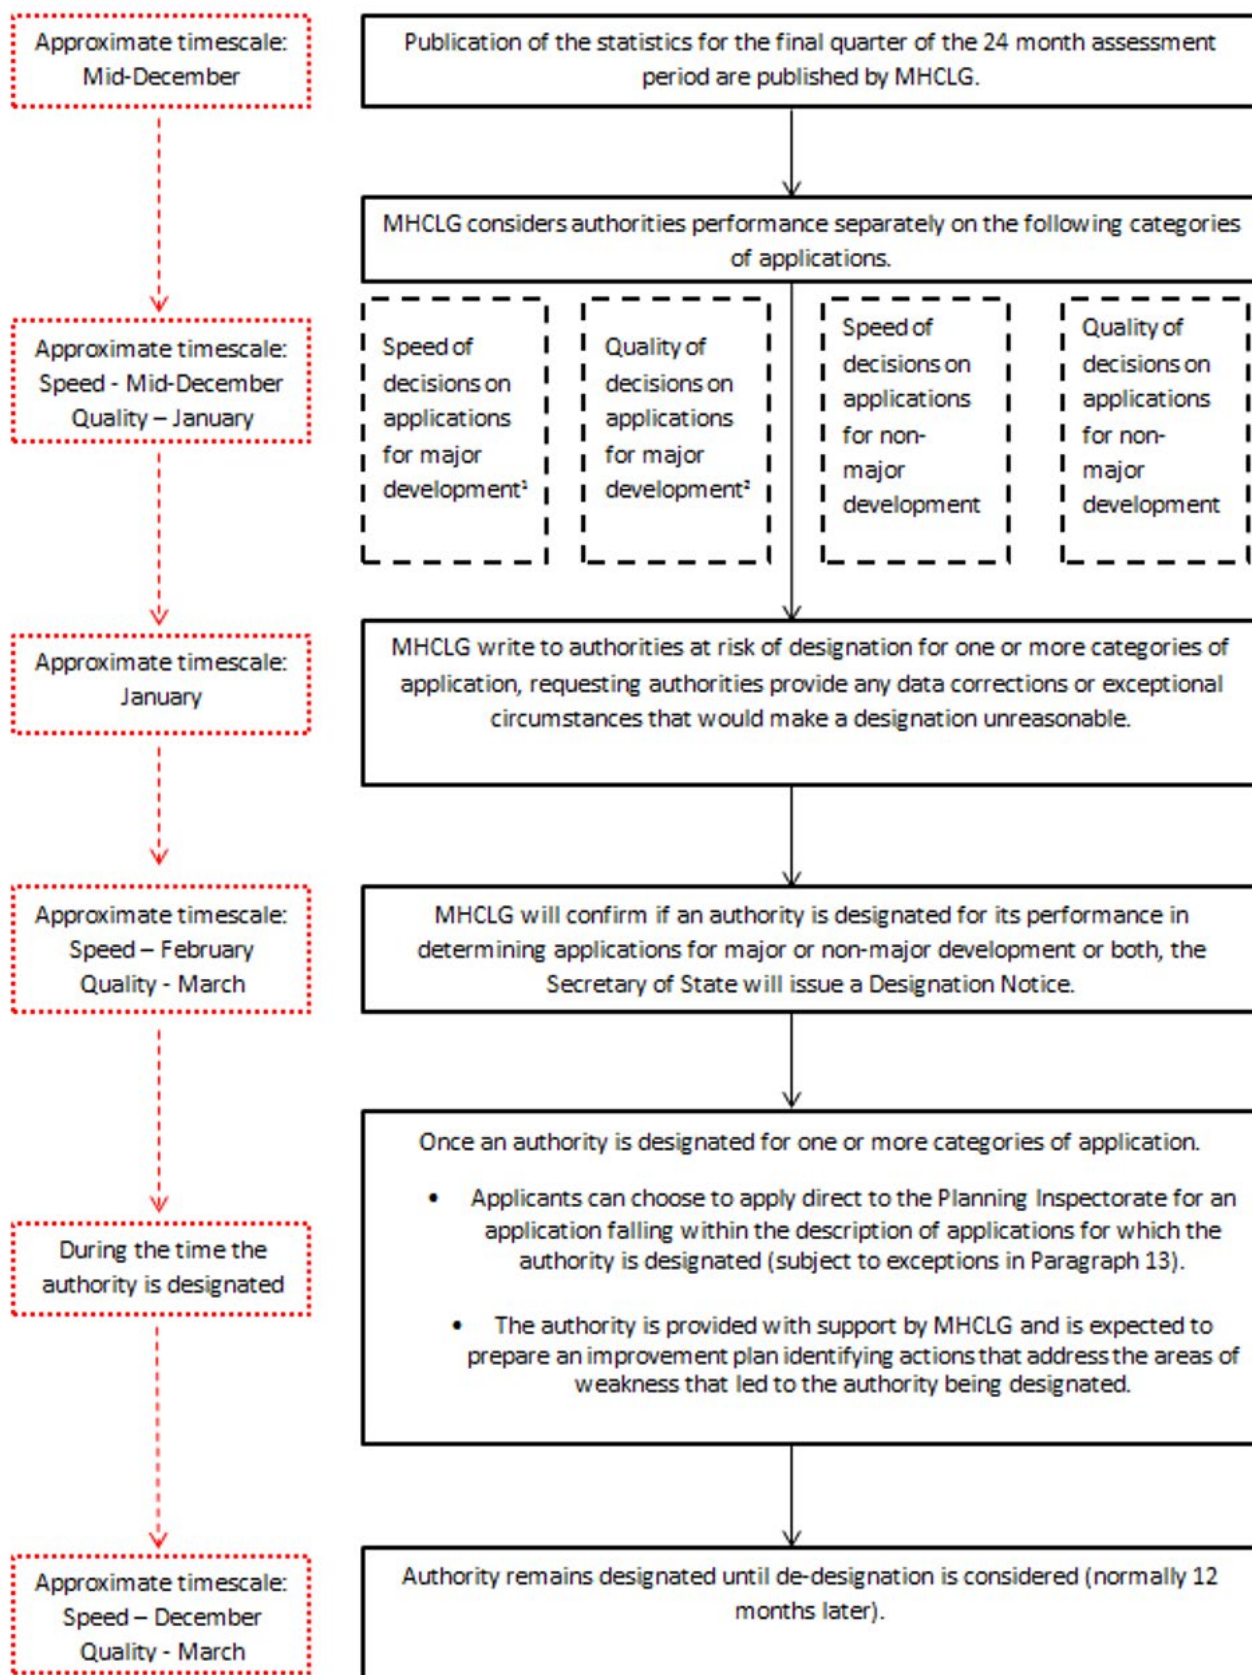 Approximate timescale:
Mid-December
Publication of the statistics for the final quarter of the 24 month assessment
period are published by MHCLG.
MHCLG considers authorities performance separately on the following categories
of applications.
Approximate timescale:
Speed - Mid-December
Quality – January
Speed of
decisions on
applications
for major
development¹
Quality of
decisions on
applications
for major
development²
Speed of
decisions on
applications
for non-
major
development
Quality of
decisions on
applications
for non-
major
development
Approximate timescale:
January
MHCLG write to authorities at risk of designation for one or more categories of
application, requesting authorities provide any data corrections or exceptional
circumstances that would make a designation unreasonable.
Approximate timescale:
Speed – February
Quality - March
MHCLG will confirm if an authority is designated for its performance in
determining applications for major or non-major development or both, the
Secretary of State will issue a Designation Notice.
During the time the
authority is designated
Once an authority is designated for one or more categories of application.
• Applicants can choose to apply direct to the Planning Inspectorate for an
application falling within the description of applications for which the
authority is designated (subject to exceptions in Paragraph 13).
• The authority is provided with support by MHCLG and is expected to
prepare an improvement plan identifying actions that address the areas of
weakness that led to the authority being designated.
Approximate timescale:
Speed – December
Quality - March
Authority remains designated until de-designation is considered (normally 12
months later).